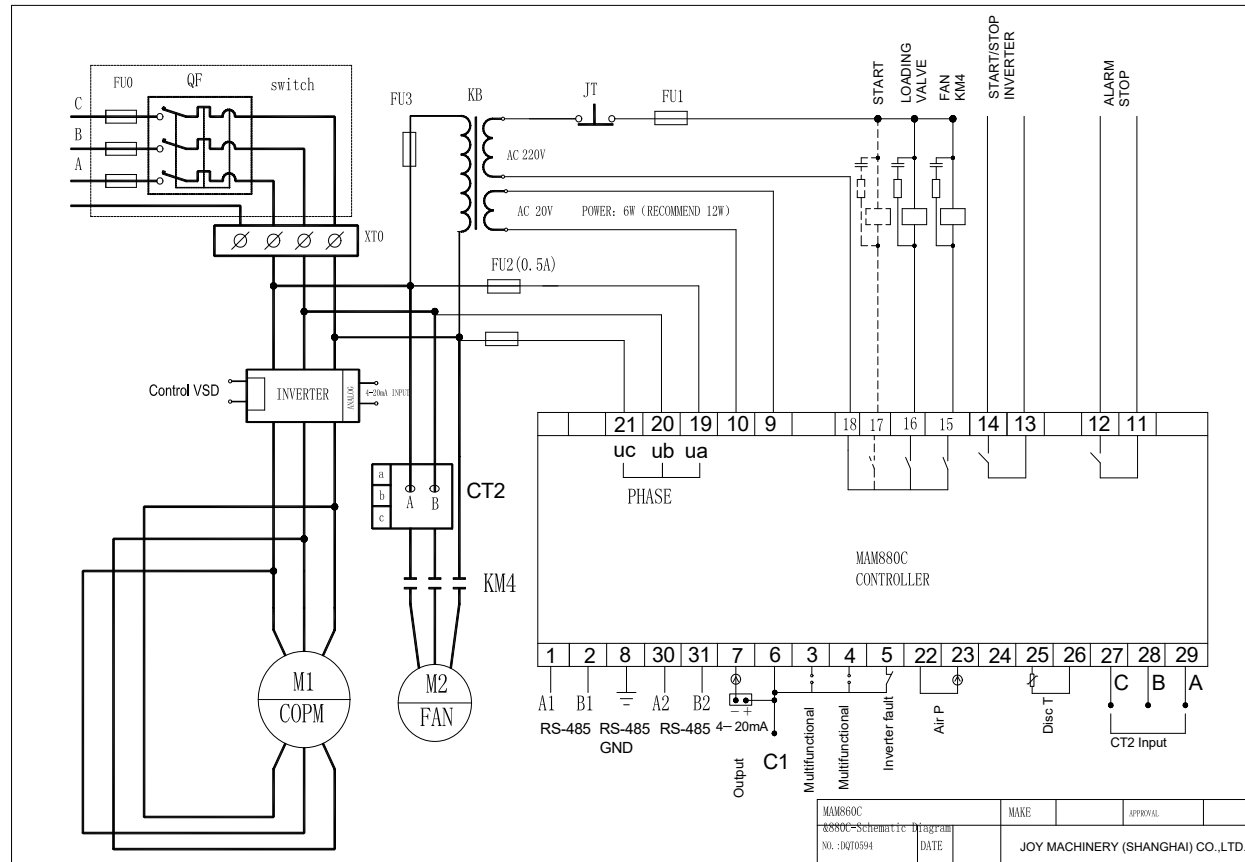 FU0
QF
switch
C
B
A
XT0
FU3
KB
JT
FU1
AC 220V
AC 20V
POWER: 6W (RECOMMEND 12W)
START
LOADING
VALVE
FAN
KM4
START/STOP
INVERTER
ALARM
STOP
FU2(0.5A)
Control VSD
INVERTER
ANALOG
4-20mA INPUT
a
b
c
A
B
CT2
KM4
M1
COPM
M2
FAN
21
20
19
10
9
18
17
16
15
14
13
12
11
uc
ub
ua
PHASE
MAM880C
CONTROLLER
1
2
8
30
31
7
6
3
4
5
22
23
24
25
26
27
28
29
A1
B1
A2
B2
- +
C
B
A
RS-485
RS-485
GND
RS-485
4-20mA
C1
Output
Multifunctional
Multifunctional
Inverter fault
Air P
Disc T
CT2 Input
MAM860C
&880C-Schematic Diagram
MAKE
APPROVAL
NO. :DQT0594
DATE
JOY MACHINERY (SHANGHAI) CO.,LTD.